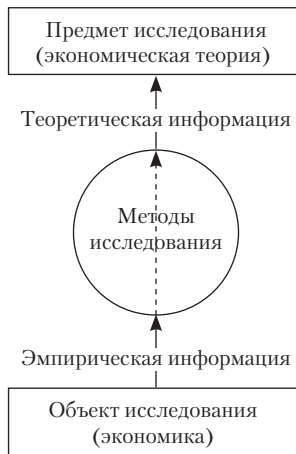 Предмет исследования
(экономическая теория)
Теоретическая информация
Методы
исследования
Эмпирическая информация
Объект исследования
(экономика)